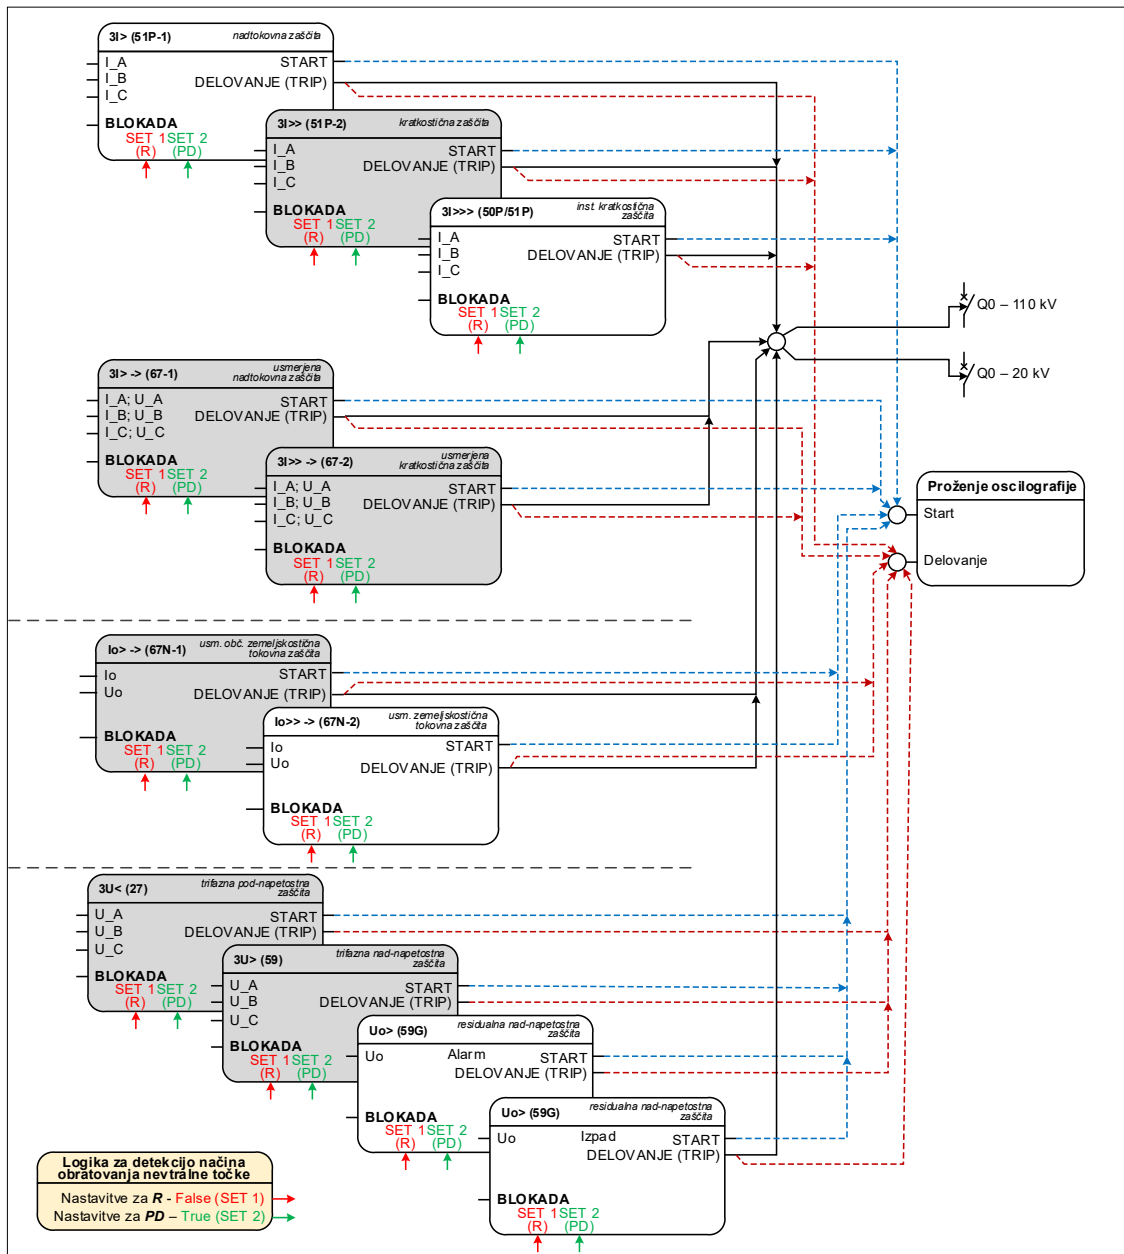 3I> (51P-1)
nadtokovna zaščita
I_A
I_B
I_C
START
DELOVANJE (TRIP)
BLOKADA
SET 1 SET 2
(R) (PD)
3I>> (51P-2)
kratkostična zaščita
I_A
I_B
I_C
START
DELOVANJE (TRIP)
BLOKADA
SET 1 SET 2
(R) (PD)
3I>>> (50P/51P)
inst. kratkostična
zaščita
I_A
I_B
I_C
START
DELOVANJE (TRIP)
BLOKADA
SET 1 SET 2
(R) (PD)
Q0 – 110 kV
Q0 – 20 kV
3I> -> (67-1)
usmerjena
nadtokovna zaščita
I_A; U_A
I_B; U_B
I_C; U_C
START
DELOVANJE (TRIP)
BLOKADA
SET 1 SET 2
(R) (PD)
3I>> -> (67-2)
usmerjena
kratkostična zaščita
I_A; U_A
I_B; U_B
I_C; U_C
START
DELOVANJE (TRIP)
BLOKADA
SET 1 SET 2
(R) (PD)
Proženje oscilografije
Start
Delovanje
Io> -> (67N-1)
usm. obč. zemeljskostična
tokovna zaščita
Io
Uo
START
DELOVANJE (TRIP)
BLOKADA
SET 1 SET 2
(R) (PD)
Io>> -> (67N-2)
usm. zemeljskostična
tokovna zaščita
Io
Uo
START
DELOVANJE (TRIP)
BLOKADA
SET 1 SET 2
(R) (PD)
3U< (27)
trifazna pod-napetostna
zaščita
U_A
U_B
U_C
START
DELOVANJE (TRIP)
BLOKADA
SET 1 SET 2
(R) (PD)
3U> (59)
trifazna nad-napetostna
zaščita
U_A
U_B
U_C
START
DELOVANJE (TRIP)
BLOKADA
SET 1 SET 2
(R) (PD)
Uo> (59G)
residualna nad-napetostna
zaščita
Uo
Alarm
START
DELOVANJE (TRIP)
BLOKADA
SET 1 SET 2
(R) (PD)
Uo> (59G)
residualna nad-napetostna
zaščita
Uo
Izpad
START
DELOVANJE (TRIP)
BLOKADA
SET 1 SET 2
(R) (PD)
Logika za detekcijo načina
obratovanja nevtralne točke
Nastavitve za R - False (SET 1)
Nastavitve za PD – True (SET 2)